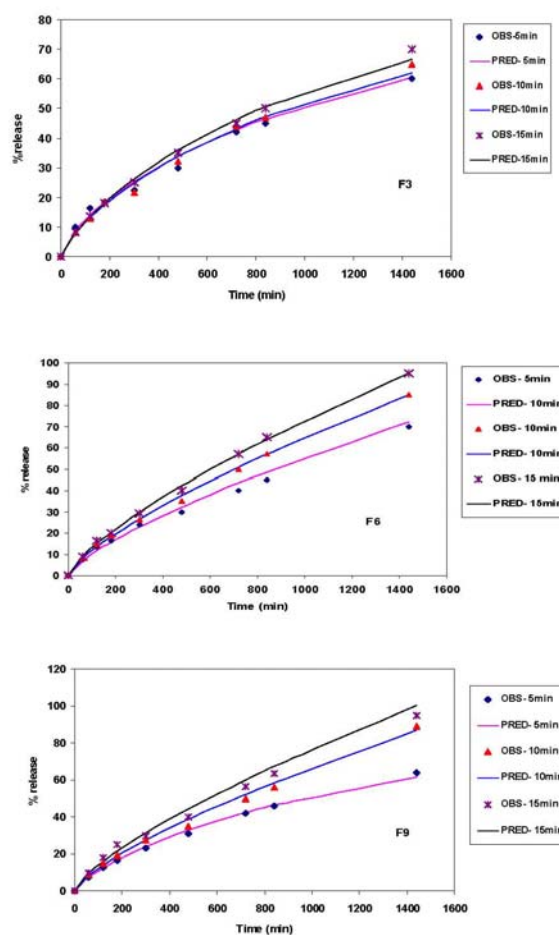 80
70
60
50
40
30
20
10
0
%release
0 200 400 600 800 1000 1200 1400 1600
Time (min)
F3
OBS-5min
PRED- 5min
OBS-10min
PRED-10min
OBS-15min
PRED-15min
100
90
80
70
60
50
40
30
20
10
0
% release
0 200 400 600 800 1000 1200 1400 1600
Time (min)
F6
OBS- 5min
PRED- 10min
OBS- 10min
PRED- 10min
OBS- 15 min
PRED- 15min
120
100
80
60
40
20
0
% release
0 200 400 600 800 1000 1200 1400 1600
Time (min)
F9
OBS-5min
PRED- 5min
OBS-10min
PRED- 10min
OBS-15min
PRED- 15min